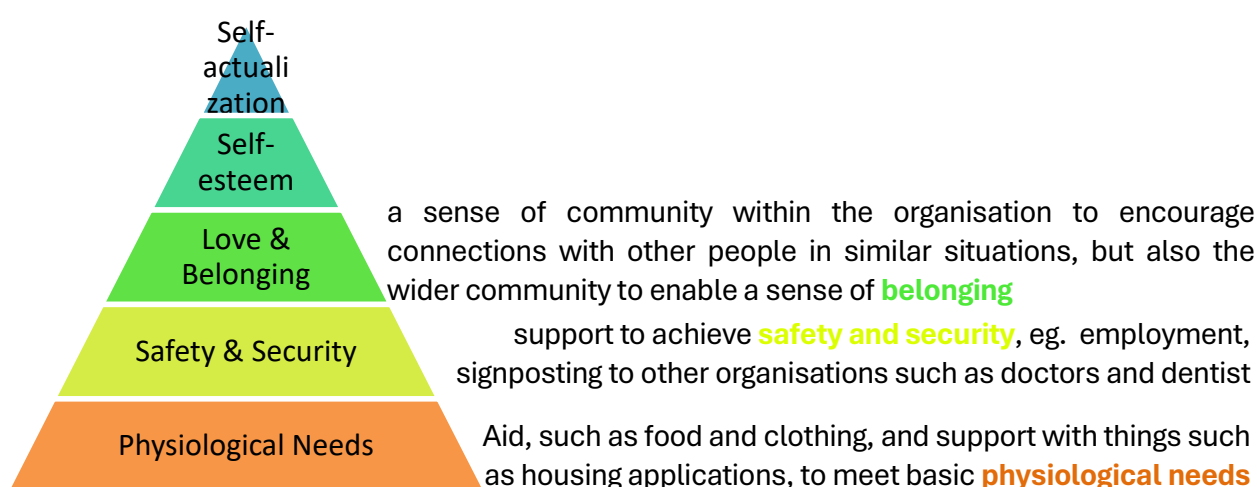 Self-
actuali
zation
Self-
esteem
Love &
Belonging
a sense of community within the organisation to encourage
connections with other people in similar situations, but also the
wider community to enable a sense of belonging
Safety & Security
support to achieve safety and security, eg. employment,
signposting to other organisations such as doctors and dentist
Physiological Needs
Aid, such as food and clothing, and support with things such
as housing applications, to meet basic physiological needs